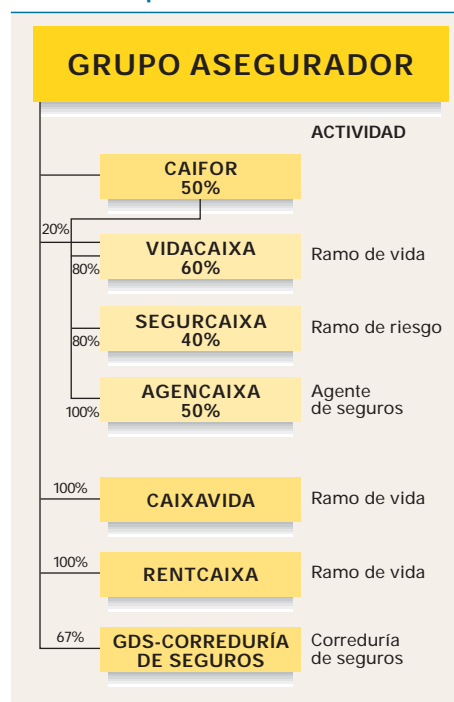 GRUPO ASEGURADOR
ACTIVIDAD
CAIFOR
50%
20%
VIDACAIXA
60%
Ramo de vida
80%
SEGURCAIXA
40%
Ramo de riesgo
80%
AGENCAIXA
50%
Agente
de seguros
100%
100%
CAIXAVIDA
Ramo de vida
100%
RENTCAIXA
Ramo de vida
67%
GDS-CORREDURÍA
DE SEGUROS
Correduría
de seguros